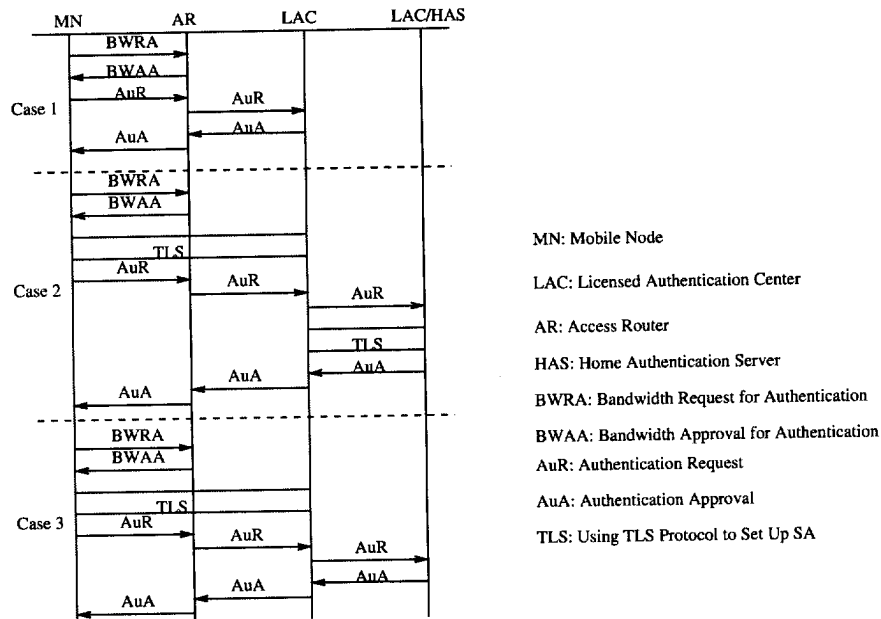 MN AR LAC LAC/HAS
BWRA
BWAA
AuR AuR
Case 1
AuA AuA
BWRA
BWAA
TLS
AuR AuR AuR
Case 2
TLS
AuA AuA AuA
BWRA
BWAA
TLS
Case 3 AuR AuR AuR
AuA AuA AuA
MN: Mobile Node
LAC: Licensed Authentication Center
AR: Access Router
HAS: Home Authentication Server
BWRA: Bandwidth Request for Authentication
BWAA: Bandwidth Approval for Authentication
AuR: Authentication Request
AuA: Authentication Approval
TLS: Using TLS Protocol to Set Up SA